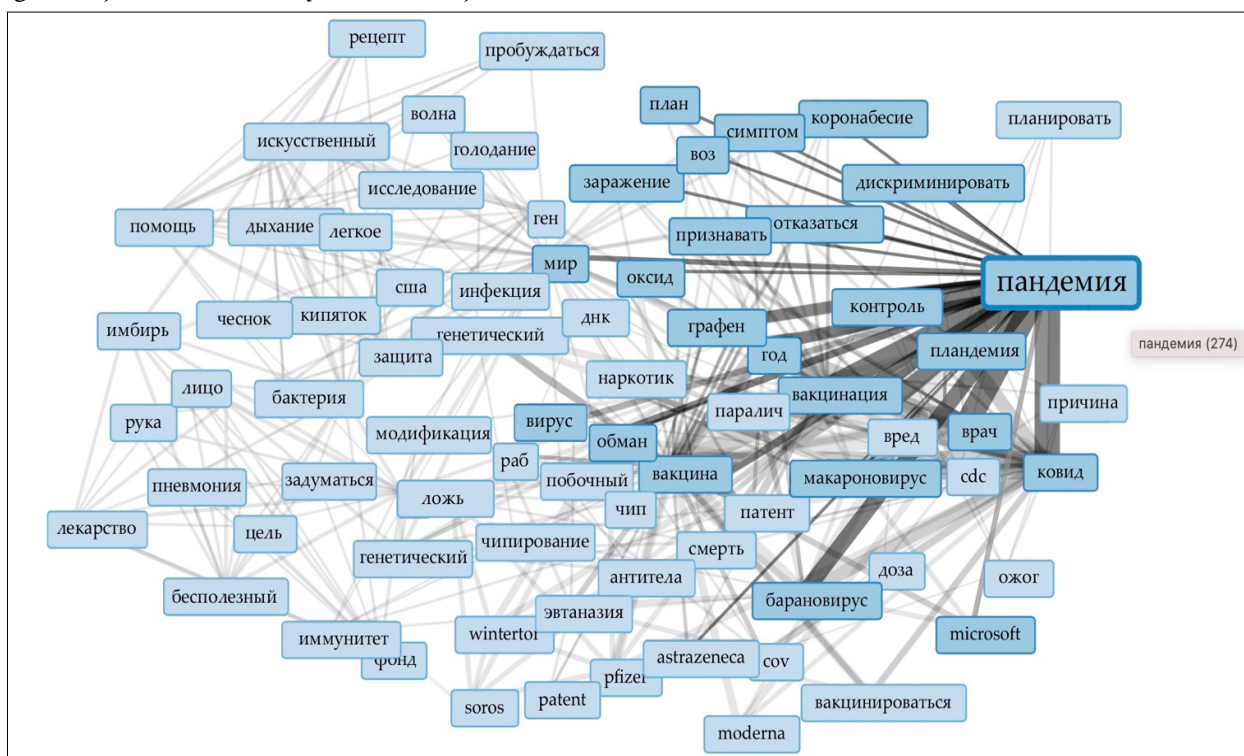 рецепт
пробуждаться
план
волна
симптом
коронабесие
планировать
искусственный
голодание
воз
заражение
дискриминировать
исследование
ген
помощь
дыхание
легкое
признавать
отказаться
мир
оксид
пандемия
сша
инфекция
контроль
имбирь
чеснок
кипяток
генетический
днк
графен
пандемия (274)
защита
год
пландемия
лицо
бактерия
наркотик
вакцинация
причина
рука
паралич
модификация
вирус
обман
вред
врач
раб
пневмония
задуматься
побочный
вакцина
макароновирус
cdc
ковид
ложь
чип
патент
лекарство
цель
генетический
чипирование
смерть
антитела
доза
ожог
бесполезный
эвтаназия
барановирус
иммунитет
microsoft
фонд
astrazeneca
cov
pfizer
soros
patent
вакцинироваться
moderna